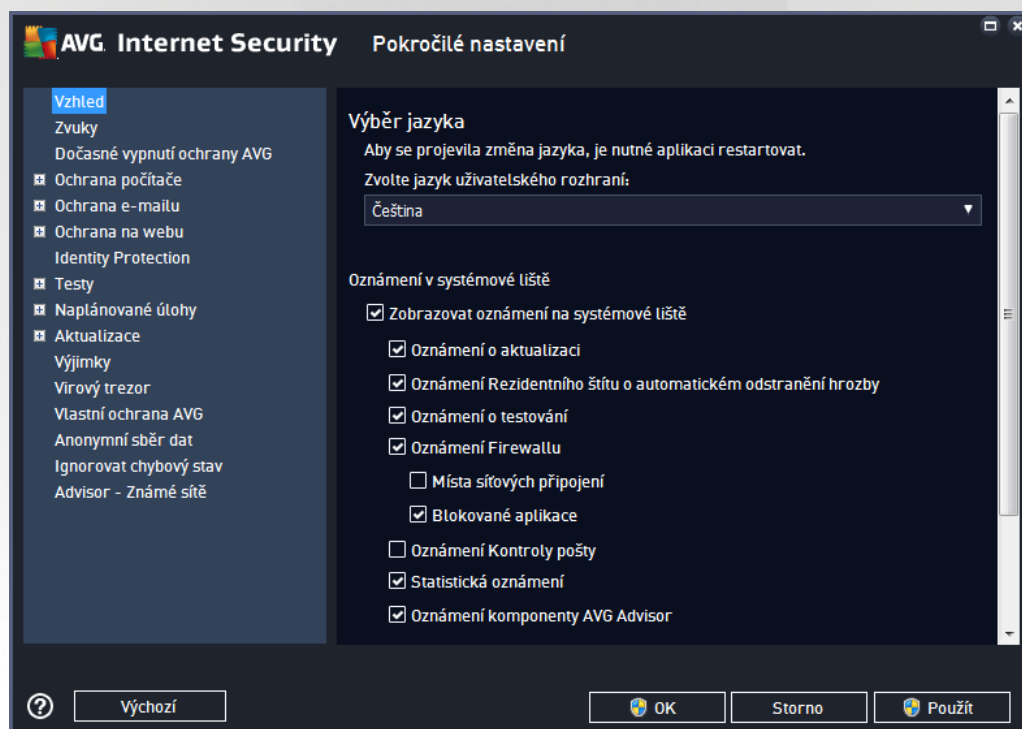 AVG. Internet Security Pokročilé nastavení
Vzhled
Zvuky
Dočasné vypnutí ochrany AVG
Ochrana počítače
Ochrana e-mailu
Ochrana na webu
Identity Protection
Testy
Naplánované úlohy
Aktualizace
Výjimky
Virový trezor
Vlastní ochrana AVG
Anonymní sběr dat
Ignorovat chybový stav
Advisor - Známé sítě
Výběr jazyka
Aby se projevila změna jazyka, je nutné aplikaci restartovat.
Zvolte jazyk uživatelského rozhraní:
Čeština
Oznámení v systémové liště
Zobrazovat oznámení na systémové liště
Oznámení o aktualizaci
Oznámení Rezidentního štítu o automatickém odstranění hrozby
Oznámení o testování
Oznámení Firewallu
Místa síťových připojení
Blokované aplikace
Oznámení Kontroly pošty
Statistická oznámení
Oznámení komponenty AVG Advisor
? Výchozí OK Storno Použít